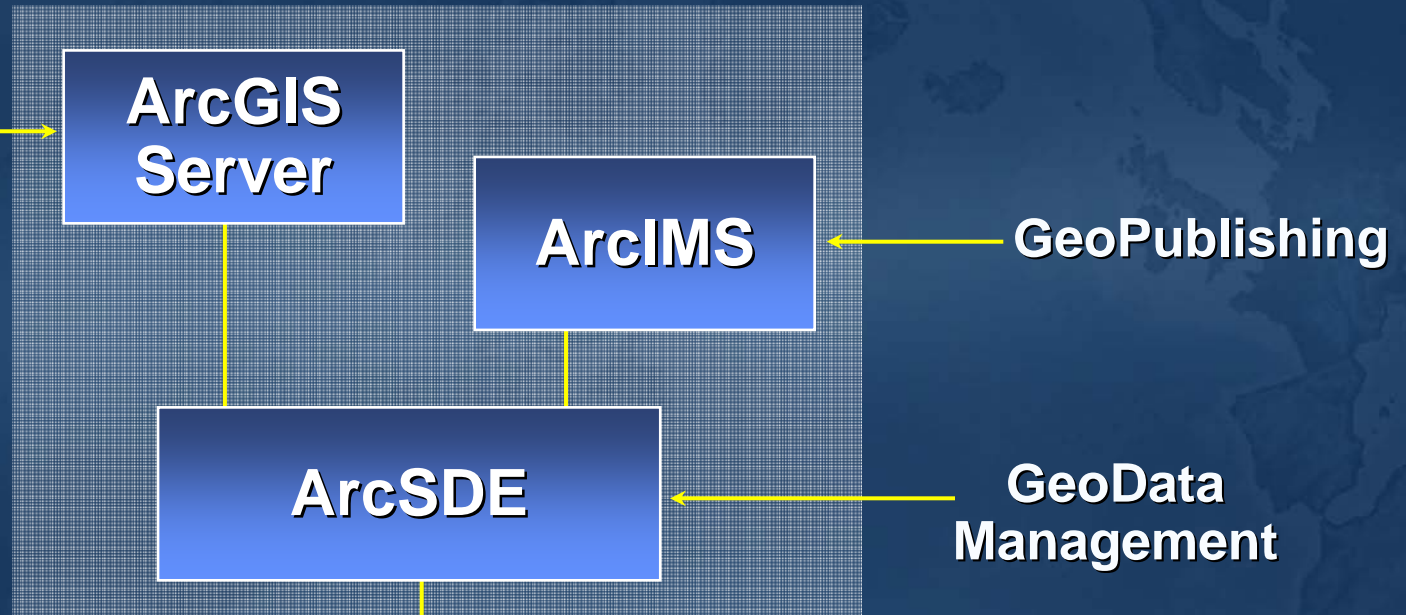 ArcGIS
Server
ArcIMS
GeoPublishing
ArcSDE
GeoData
Management